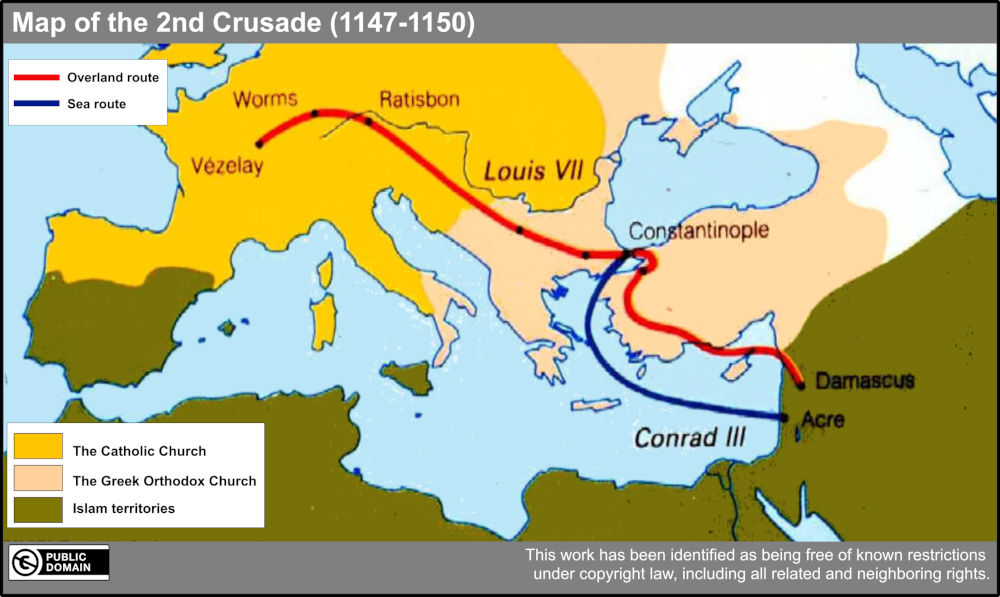 Map of the 2nd Crusade (1147-1150)
Overland route
Sea route
Worms
Ratisbon
Vézelay
Louis VII
Constantinople
Damascus
Acre
Conrad III
The Catholic Church
The Greek Orthodox Church
Islam territories
PUBLIC
DOMAIN
This work has been identified as being free of known restrictions
under copyright law, including all related and neighboring rights.